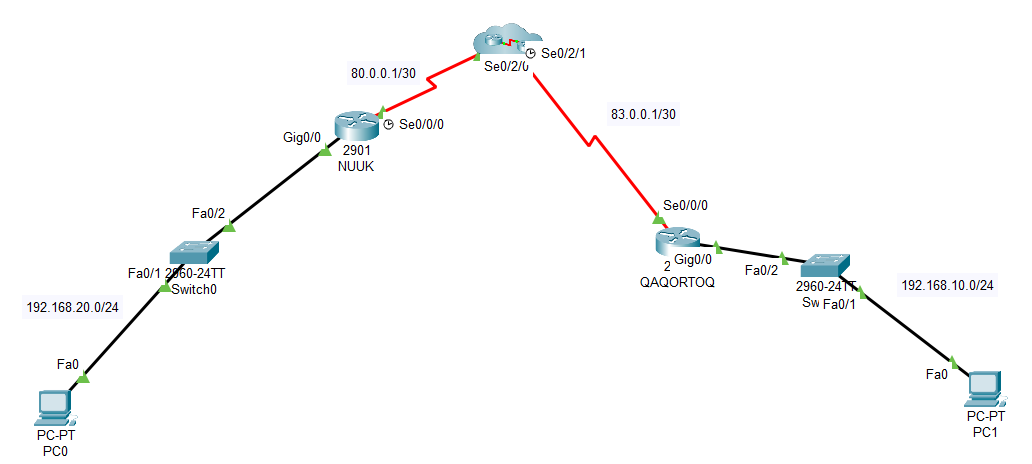 Se0/2/1
Se0/2/0
80.0.0.1/30
83.0.0.1/30
Se0/0/0
Gig0/0
2901
NUUK
Fa0/2
Se0/0/0
Gig0/0
2
QAQORTOQ
Fa0/2
Fa0/1 2960-24TT
Switch0
2960-24TT
Sw Fa0/1
192.168.10.0/24
192.168.20.0/24
Fa0
Fa0
PC-PT
PC0
PC-PT
PC1